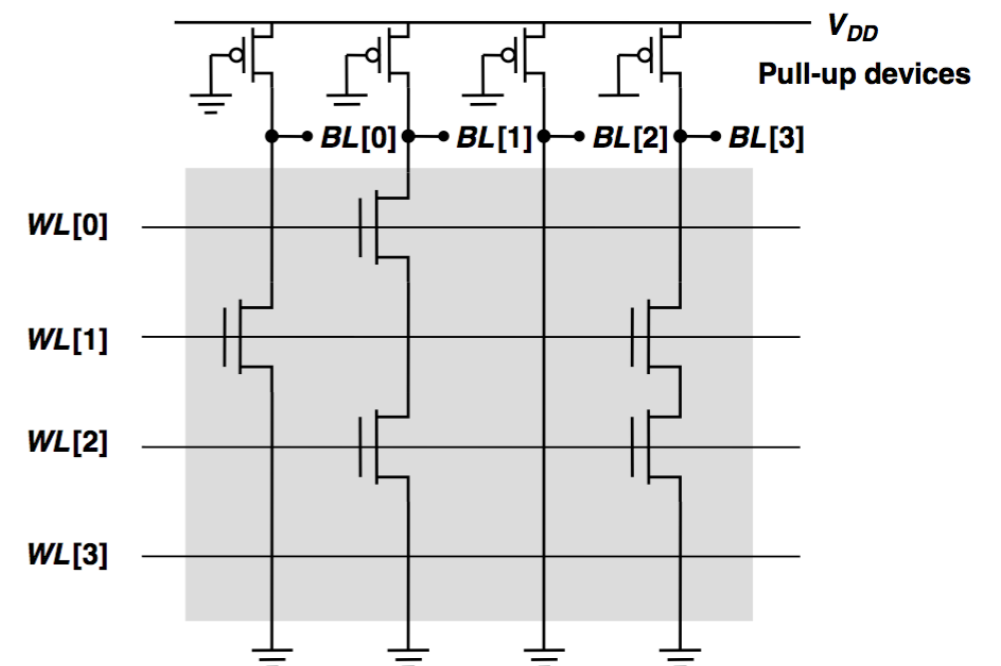 VDD
Pull-up devices
BL[0] BL[1] BL[2] BL[3]
WL[0]
WL[1]
WL[2]
WL[3]